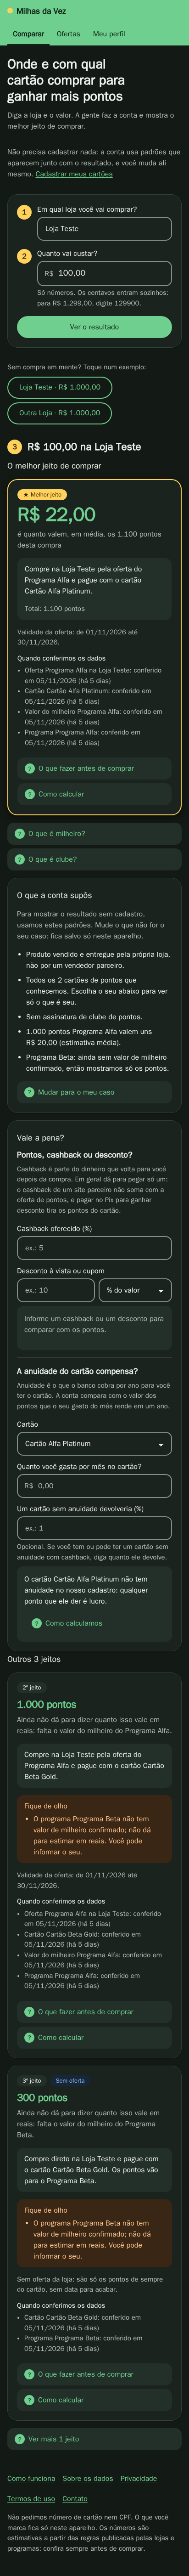 Milhas da Vez
Comparar
Ofertas
Meu perfil
Onde e com qual
cartão comprar para
ganhar mais pontos
Diga a loja e o valor. A gente faz a conta e mostra o
melhor jeito de comprar.
Não precisa cadastrar nada: a conta usa padrões que
aparecem junto com o resultado, e você muda ali
mesmo. Cadastrar meus cartões
1
Em qual loja você vai comprar?
Loja Teste
2
Quanto vai custar?
R$ 100,00
Só números. Os centavos entram sozinhos:
para R$ 1.299,00, digite 129900.
Ver o resultado
Sem compra em mente? Toque num exemplo:
Loja Teste · R$ 1.000,00
Outra Loja · R$ 1.000,00
3
R$ 100,00 na Loja Teste
O melhor jeito de comprar
★ Melhor jeito
R$ 22,00
é quanto valem, em média, os 1.100 pontos
desta compra
Compre na Loja Teste pela oferta do
Programa Alfa e pague com o cartão
Cartão Alfa Platinum.
Total: 1.100 pontos
Validade da oferta: de 01/11/2026 até
30/11/2026.
Quando conferimos os dados
• Oferta Programa Alfa na Loja Teste: conferido
em 05/11/2026 (há 5 dias)
• Cartão Cartão Alfa Platinum: conferido em
05/11/2026 (há 5 dias)
• Valor do milheiro Programa Alfa: conferido em
05/11/2026 (há 5 dias)
• Programa Programa Alfa: conferido em
05/11/2026 (há 5 dias)
? O que fazer antes de comprar
? Como calcular
? O que é milheiro?
? O que é clube?
O que a conta supôs
Para mostrar o resultado sem cadastro,
usamos estes padrões. Mude o que não for o
seu caso: fica salvo só neste aparelho.
• Produto vendido e entregue pela própria loja,
não por um vendedor parceiro.
• Todos os 2 cartões de pontos que
conhecemos. Escolha o seu abaixo para ver
só o que é seu.
• Sem assinatura de clube de pontos.
• 1.000 pontos Programa Alfa valem uns
R$ 20,00 (estimativa média).
• Programa Beta: ainda sem valor de milheiro
confirmado, então mostramos só os pontos.
? Mudar para o meu caso
Vale a pena?
Pontos, cashback ou desconto?
Cashback é parte do dinheiro que volta para você
depois da compra. Em geral dá para pegar só um:
o cashback de um site parceiro não soma com a
oferta de pontos, e pagar no Pix para ganhar
desconto tira os pontos do cartão.
Cashback oferecido (%)
ex.: 5
Desconto à vista ou cupom
ex.: 10
% do valor
Informe um cashback ou um desconto para
comparar com os pontos.
A anuidade do cartão compensa?
Anuidade é o que o banco cobra por ano para você
ter o cartão. A conta compara com o valor dos
pontos que o seu gasto do mês rende em um ano.
Cartão
Cartão Alfa Platinum
Quanto você gasta por mês no cartão?
R$ 0,00
Um cartão sem anuidade devolveria (%)
ex.: 1
Optional. Se você tem ou pode ter um cartão sem
anuidade com cashback, diga quanto ele devolve.
O cartão Cartão Alfa Platinum não tem
anuidade no nosso cadastro: qualquer
ponto que ele der é lucro.
? Como calculamos
Outros 3 jeitos
2º jeito
1.000 pontos
Ainda não dá para dizer quanto isso vale em
reais: falta o valor do milheiro do Programa Alfa.
Compre na Loja Teste pela oferta do
Programa Alfa e pague com o cartão Cartão
Beta Gold.
Fique de olho
• O programa Programa Beta não tem
valor de milheiro confirmado; não dá
para estimar em reais. Você pode
informar o seu.
Validade da oferta: de 01/11/2026 até
30/11/2026.
Quando conferimos os dados
• Oferta Programa Alfa na Loja Teste: conferido
em 05/11/2026 (há 5 dias)
• Cartão Cartão Beta Gold: conferido em
05/11/2026 (há 5 dias)
• Valor do milheiro Programa Alfa: conferido em
05/11/2026 (há 5 dias)
• Programa Programa Alfa: conferido em
05/11/2026 (há 5 dias)
? O que fazer antes de comprar
? Como calcular
3º jeito
Sem oferta
300 pontos
Ainda não dá para dizer quanto isso vale em
reais: falta o valor do milheiro do Programa
Beta.
Compre direto na Loja Teste e pague com
o cartão Cartão Beta Gold. Os pontos vão
para o Programa Beta.
Fique de olho
• O programa Programa Beta não tem
valor de milheiro confirmado; não dá
para estimar em reais. Você pode
informar o seu.
Sem oferta da loja: são só os pontos de sempre
do cartão, sem data para acabar.
Quando conferimos os dados
• Cartão Cartão Beta Gold: conferido em
05/11/2026 (há 5 dias)
• Programa Programa Beta: conferido em
05/11/2026 (há 5 dias)
? O que fazer antes de comprar
? Como calcular
? Ver mais 1 jeito
Como funciona
Sobre os dados
Privacidade
Termos de uso
Contato
Não pedimos número de cartão nem CPF. O que você
marca fica só neste aparelho. Os números são
estimativas a partir das regras publicadas pelas lojas e
programas: confira sempre antes de comprar.